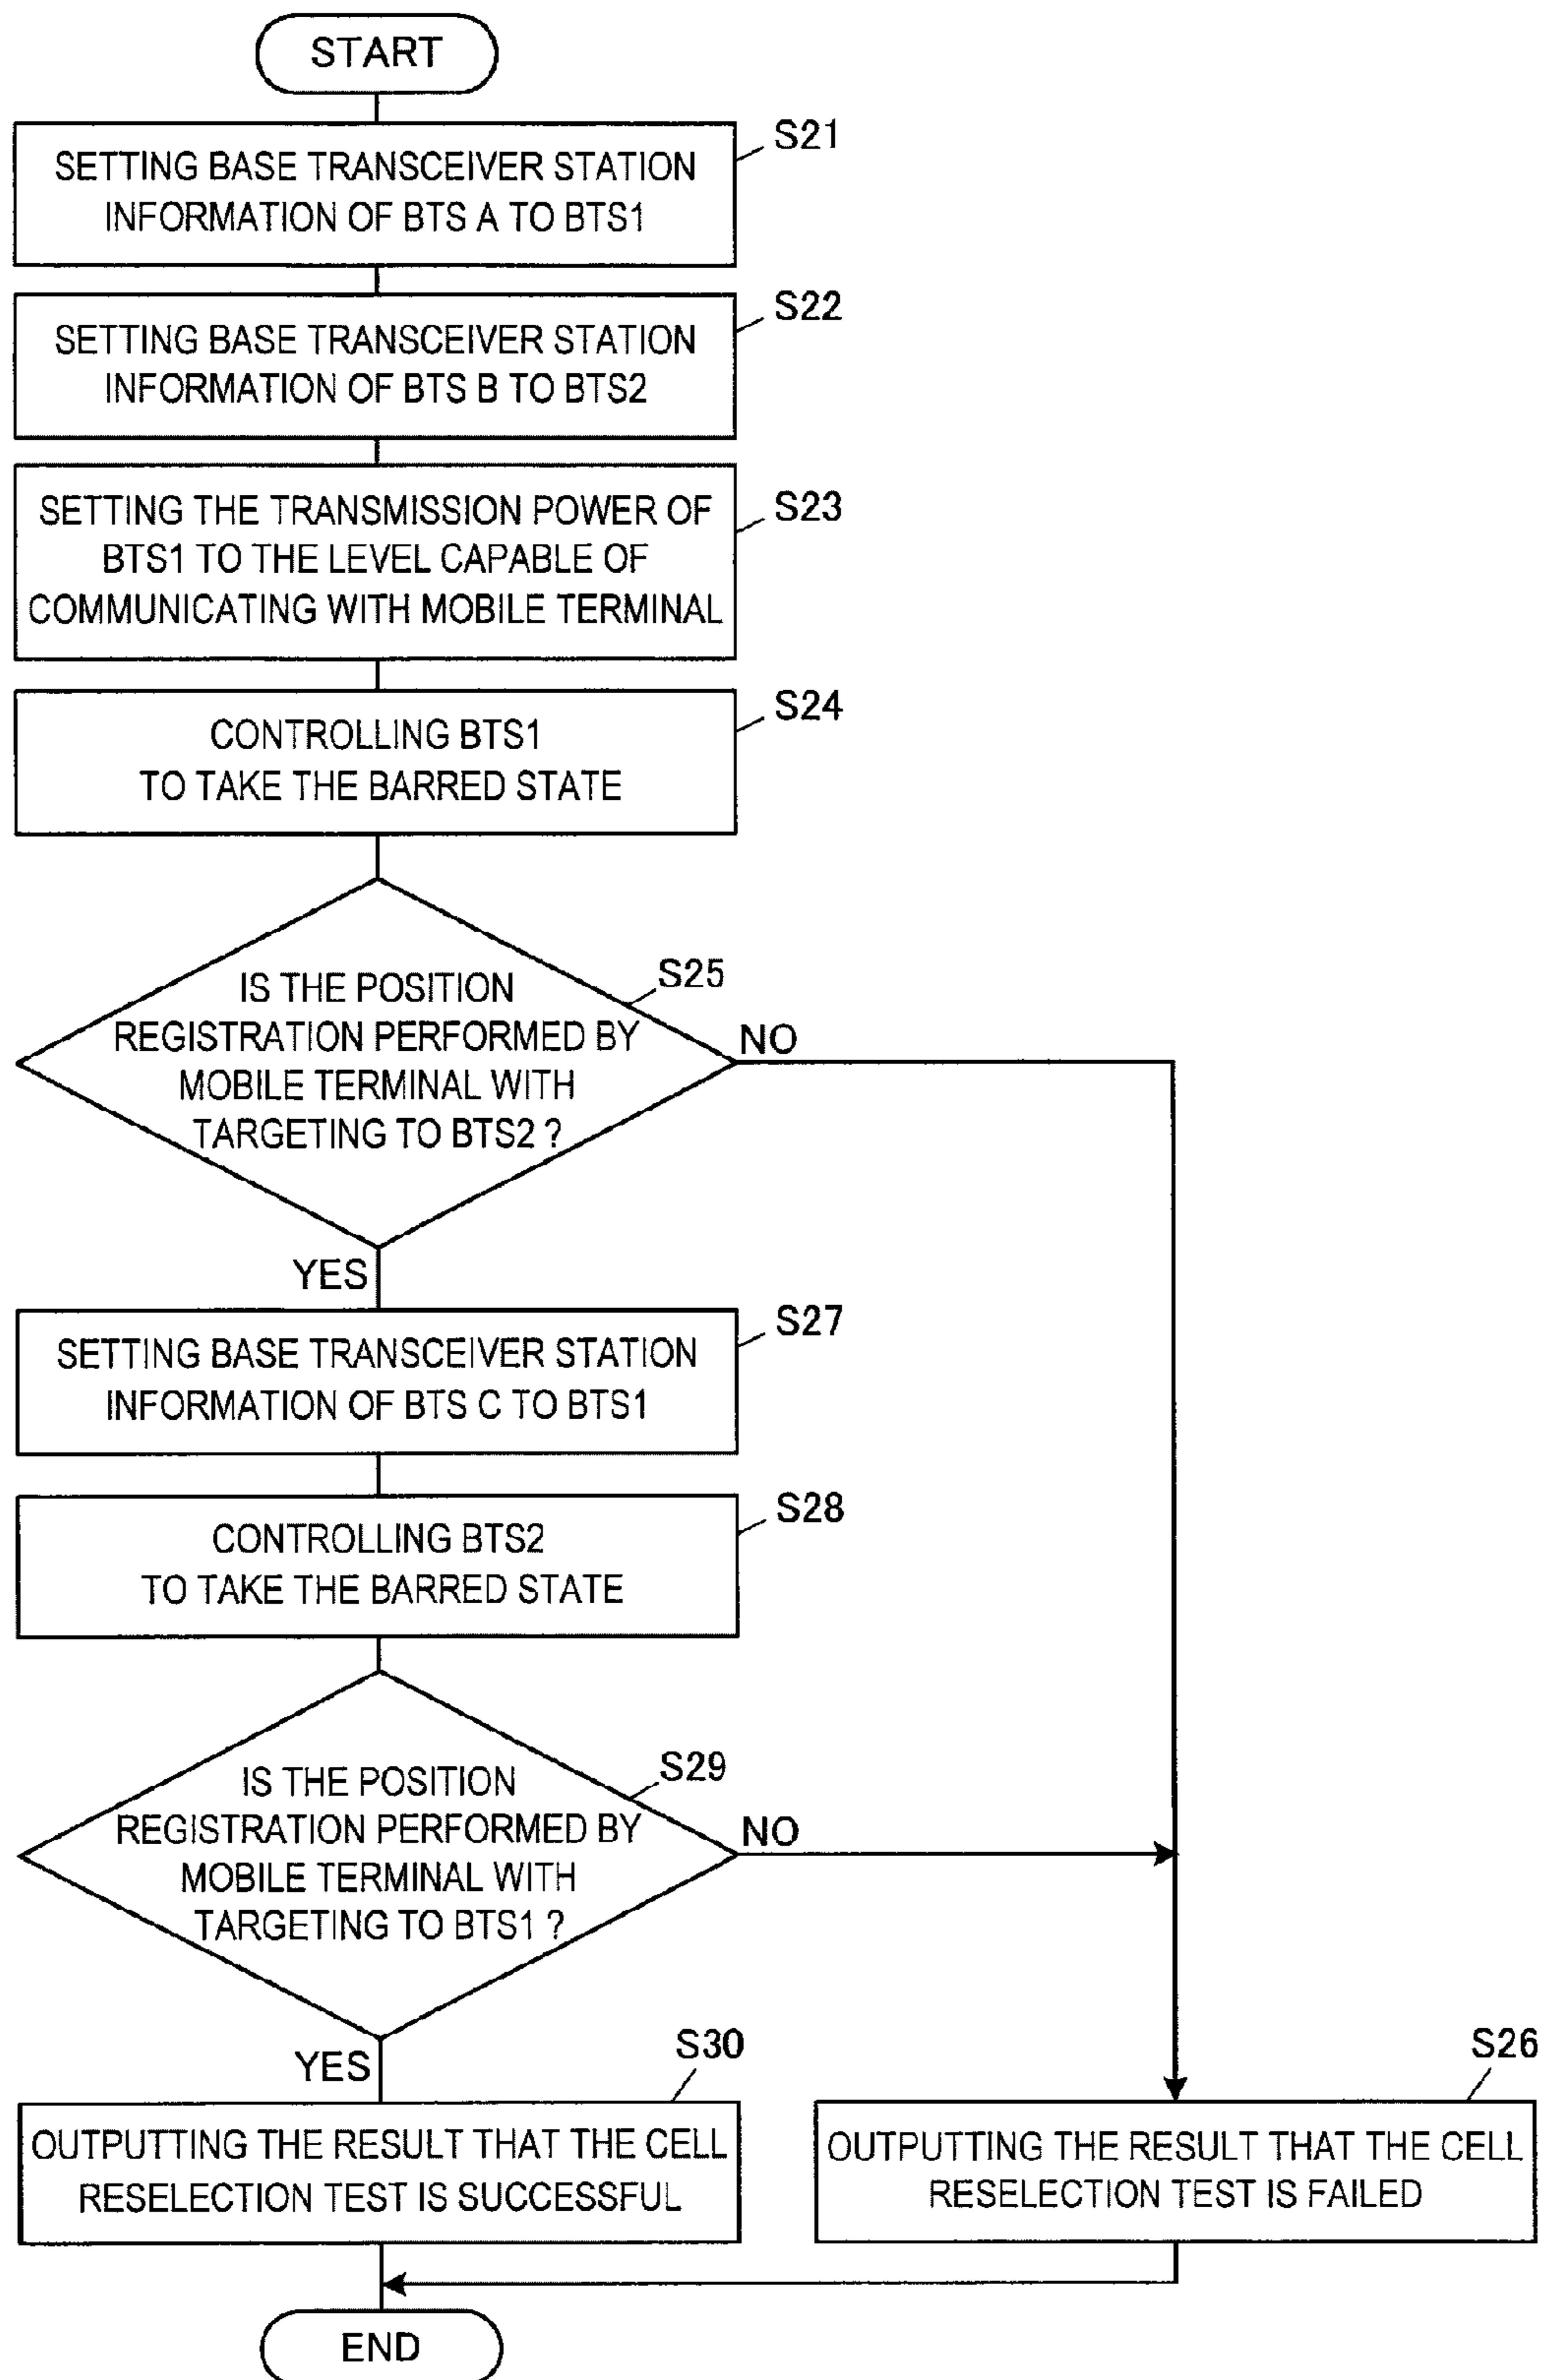 START
S21
SETTING BASE TRANSCEIVER STATION
INFORMATION OF BTS A TO BTS1
S22
SETTING BASE TRANSCEIVER STATION
INFORMATION OF BTS B TO BTS2
S23
SETTING THE TRANSMISSION POWER OF
BTS1 TO THE LEVEL CAPABLE OF
COMMUNICATING WITH MOBILE TERMINAL
S24
CONTROLLING BTS1
TO TAKE THE BARRED STATE
S25
IS THE POSITION
REGISTRATION PERFORMED BY
MOBILE TERMINAL WITH
TARGETING TO BTS2 ?
NO
YES
S27
SETTING BASE TRANSCEIVER STATION
INFORMATION OF BTS C TO BTS1
S28
CONTROLLING BTS2
TO TAKE THE BARRED STATE
S29
IS THE POSITION
REGISTRATION PERFORMED BY
MOBILE TERMINAL WITH
TARGETING TO BTS1 ?
NO
YES
S30
OUTPUTTING THE RESULT THAT THE CELL
RESELECTION TEST IS SUCCESSFUL
S26
OUTPUTTING THE RESULT THAT THE CELL
RESELECTION TEST IS FAILED
END